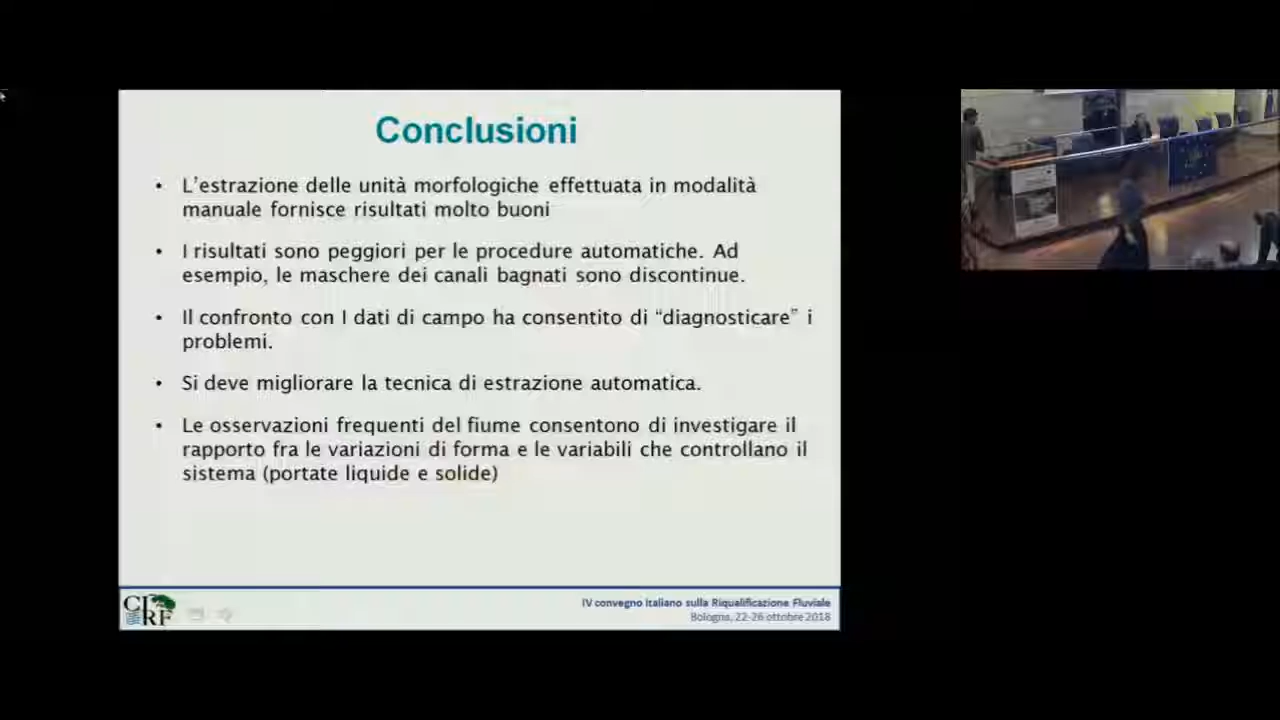 Conclusioni
• L'estrazione delle unità morfologiche effettuata in modalità
manuale fornisce risultati molto buoni
• I risultati sono peggiori per le procedure automatiche. Ad
esempio, le maschere dei canali bagnati sono discontinue.
• Il confronto con I dati di campo ha consentito di “diagnosticare” i
problemi.
• Si deve migliorare la tecnica di estrazione automatica.
• Le osservazioni frequenti del fiume consentono di investigare il
rapporto fra le variazioni di forma e le variabili che controllano il
sistema (portate liquide e solide)
CIRF
IV convegno italiano sulla Riqualificazione Fluviale
Bologna, 22-26 ottobre 2018